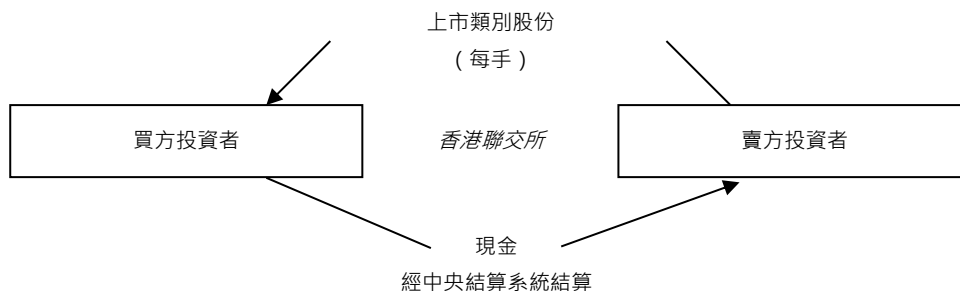 上市類別股份
（每手）
買方投資者
香港聯交所
賣方投資者
現金
經中央結算系統結算